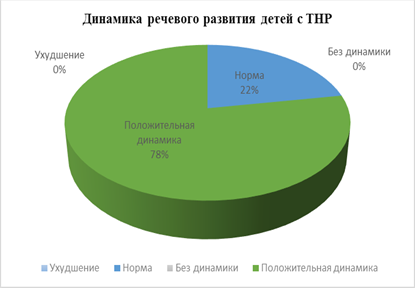 Динамика речевого развития детей с ТНР
Ухудшение
0%
Без динамики
0%
Норма
22%
Положительная
динамика
78%
Ухудшение Норма Без динамики Положительная динамика